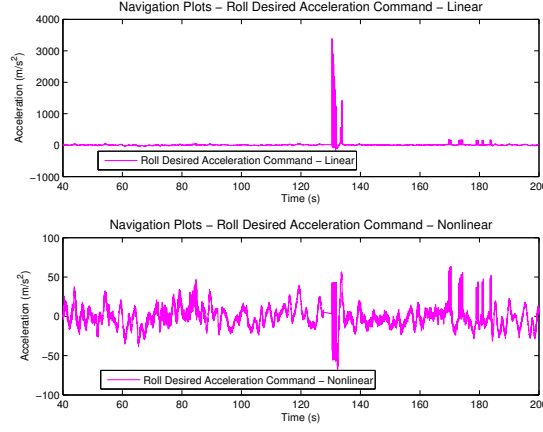 Navigation Plots − Roll Desired Acceleration Command − Linear
4000
3000
2000
1000
0
−1000
Acceleration (m/s²)
Roll Desired Acceleration Command − Linear
40 60 80 100 120 140 160 180 200
Time (s)
Navigation Plots − Roll Desired Acceleration Command − Nonlinear
100
50
0
−50
−100
Acceleration (m/s²)
Roll Desired Acceleration Command − Nonlinear
40 60 80 100 120 140 160 180 200
Time (s)